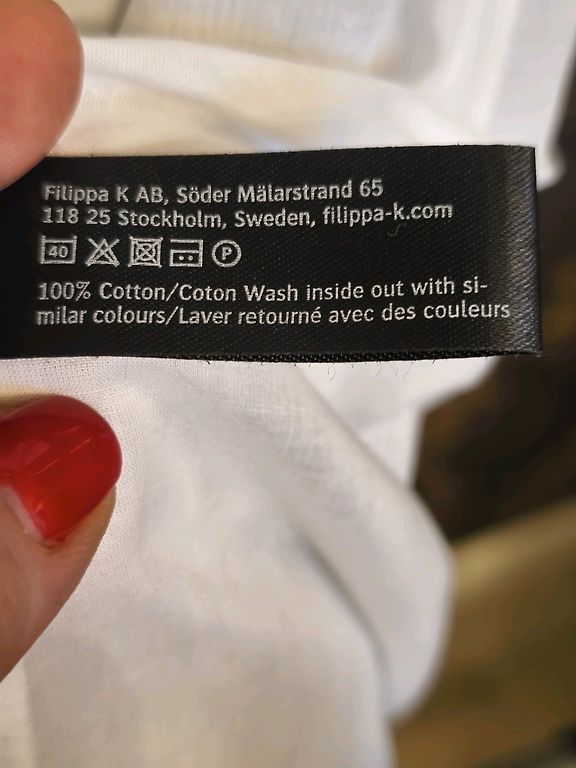 Filippa K AB, Söder Mälarstrand 65
118 25 Stockholm, Sweden, filippa-k.com
40 P
100% Cotton/Coton Wash inside out with si-
milar colours/Laver retourné avec des couleurs